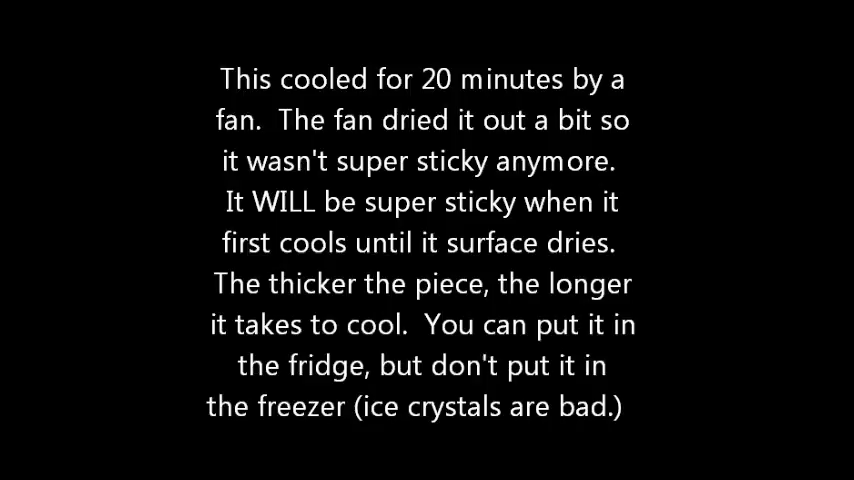 This cooled for 20 minutes by a
fan.  The fan dried it out a bit so
it wasn't super sticky anymore.
It WILL be super sticky when it
first cools until it surface dries.
The thicker the piece, the longer
it takes to cool.  You can put it in
the fridge, but don't put it in
the freezer (ice crystals are bad.)